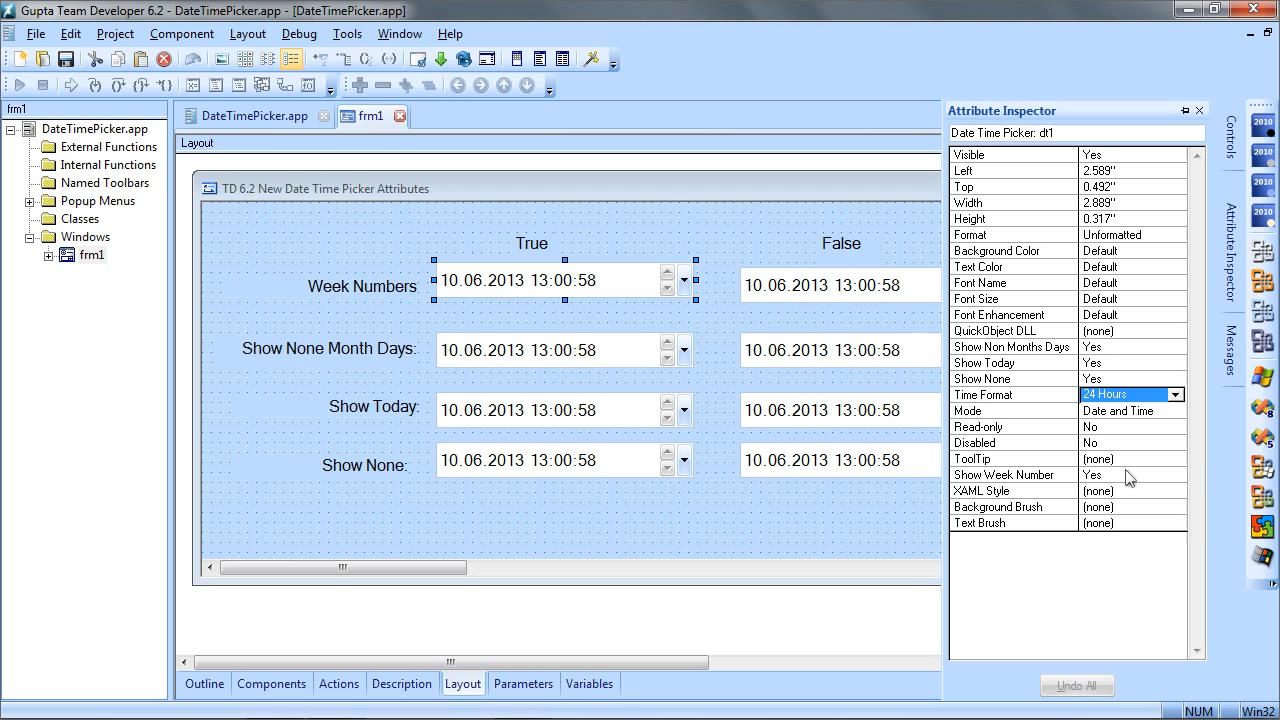 Gupta Team Developer 6.2 - DateTimePicker.app - [DateTimePicker.app]
File Edit Project Component Layout Debug Tools Window Help
frm1
DateTimePicker.app
External Functions
Internal Functions
Named Toolbars
Popup Menus
Classes
Windows
frm1
DateTimePicker.app frm1
Layout
TD 6.2 New Date Time Picker Attributes
True False
Week Numbers 10.06.2013 13:00:58 10.06.2013 13:00:58
Show None Month Days: 10.06.2013 13:00:58 10.06.2013 13:00:58
Show Today: 10.06.2013 13:00:58 10.06.2013 13:00:58
Show None: 10.06.2013 13:00:58 10.06.2013 13:00:58
Outline Components Actions Description Layout Parameters Variables
Attribute Inspector
Date Time Picker: dt1
Visible Yes
Left 2.589"
Top 0.492"
Width 2.889"
Height 0.317"
Format Unformatted
Background Color Default
Text Color Default
Font Name Default
Font Size Default
Font Enhancement Default
QuickObject DLL (none)
Show Non Months Days Yes
Show Today Yes
Show None Yes
Time Format 24 Hours
Mode Date and Time
Read-only No
Disabled No
ToolTip (none)
Show Week Number Yes
XAML Style (none)
Background Brush (none)
Text Brush (none)
Undo All
Controls
Attribute Inspector
Messages
2010
2010
2010
2010
NUM Win32